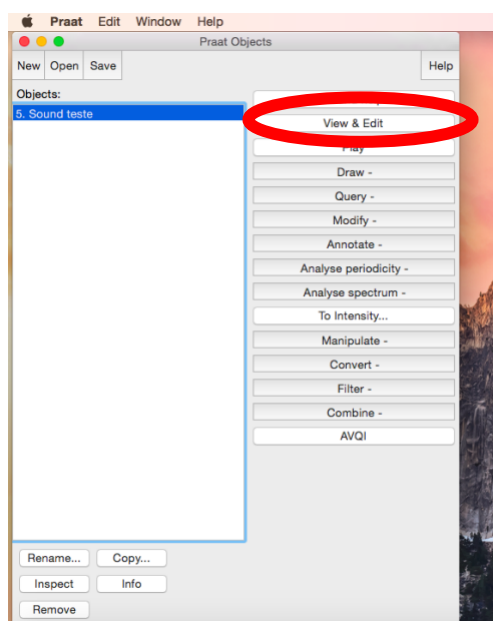 Praat Edit Window Help
Praat Objects
New Open Save Help
Objects:
5. Sound teste
View & Edit
Play
Draw -
Query -
Modify -
Annotate -
Analyse periodicity -
Analyse spectrum -
To Intensity...
Manipulate -
Convert -
Filter -
Combine -
AVQI
Rename... Copy...
Inspect Info
Remove